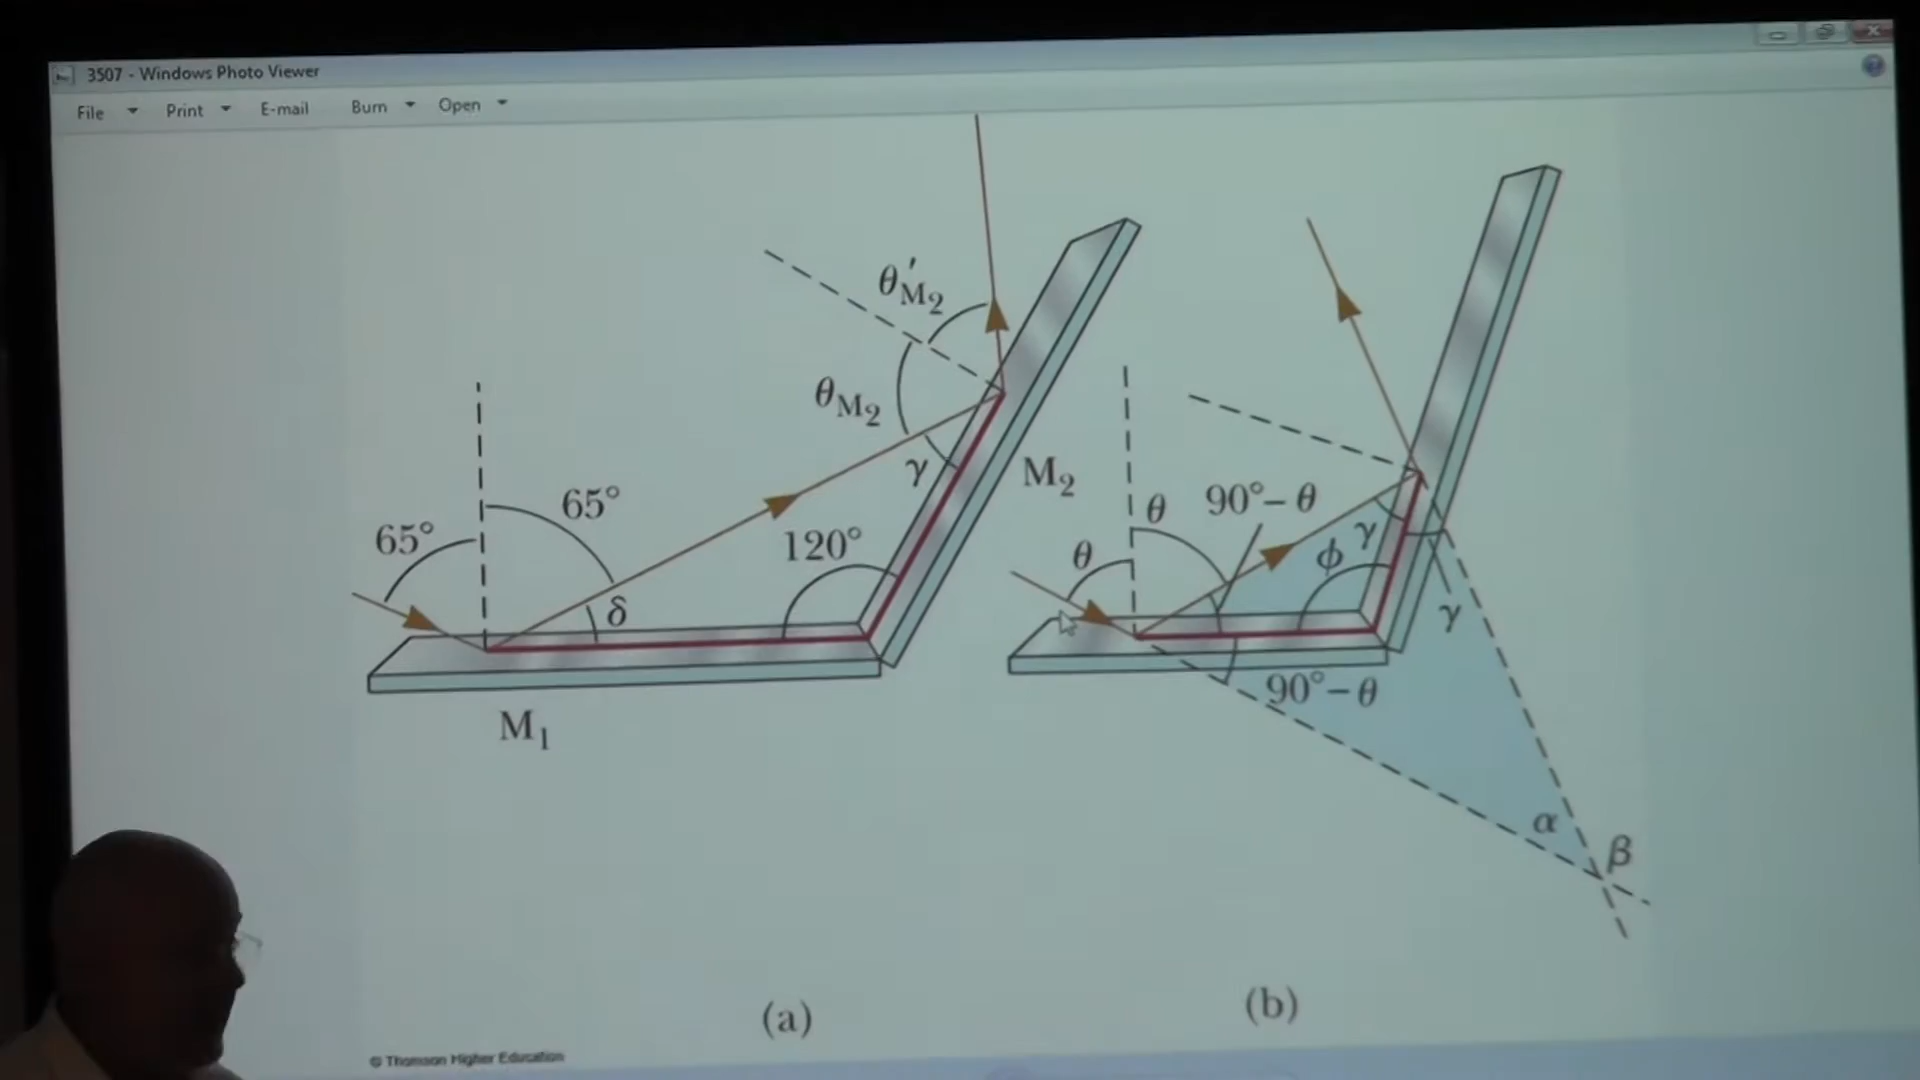 3507 - Windows Photo Viewer
File Print E-mail Burn Open
θ′M₂
θM₂
65°
65°
γ
120°
δ
M₂
M₁
(a)
θ
θ
90°– θ
γ
ϕ
γ
90°– θ
α
β
(b)
© Thomson Higher Education